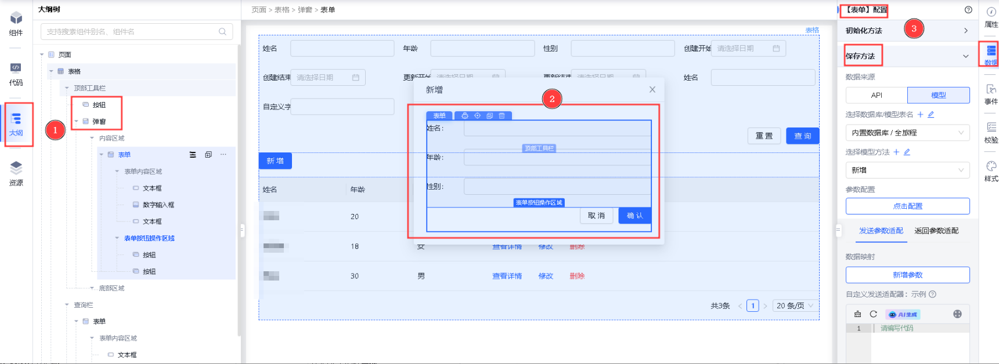 组件
代码
大纲
资源
大纲树
支持搜索组件别名、组件名
页面
表格
顶部工具栏
按钮
弹窗
1
内容区域
表单
表单内容区域
文本框
数字输入框
文本框
表单按钮操作区域
按钮
按钮
底部区域
查询栏
表单
表单内容区域
文本框
页面 > 表格 > 弹窗 > 表单
表格
姓名
年龄
性别
创建开始 请选择日期
创建结束 请选择日期
更新开始 请选择日期
更新结束 请选择日期
姓名
自定义字
重 置
查 询
新 增
姓名
年龄
20
18 女 查看详情 修改 删除
30 男 查看详情 修改 删除
共3条 < 1 > 20 条/页
新增
2
表单
姓名:
顶部工具栏
年龄:
性别:
表单按钮操作区域
取 消
确 认
【表单】配置
初始化方法
3
保存方法
数据来源
API 模型
选择数据库/模型表名
内置数据库 / 全旅程
选择模型方法
新增
参数配置
点击配置
发送参数适配 返回参数适配
数据映射
新增参数
自定义发送适配器: 示例
AI生成
1 请编写代码
属性
数据
事件
校验
样式